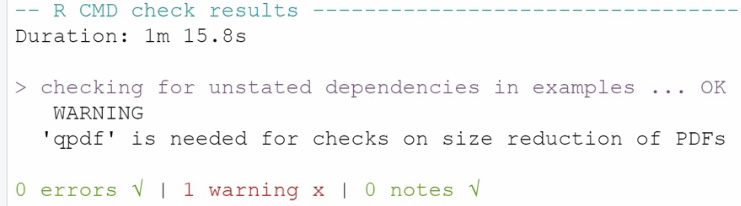 -- R CMD check results --------------------------------
Duration: 1m 15.8s
> checking for unstated dependencies in examples ... OK
WARNING
'qpdf' is needed for checks on size reduction of PDFs
0 errors √ | 1 warning x | 0 notes √